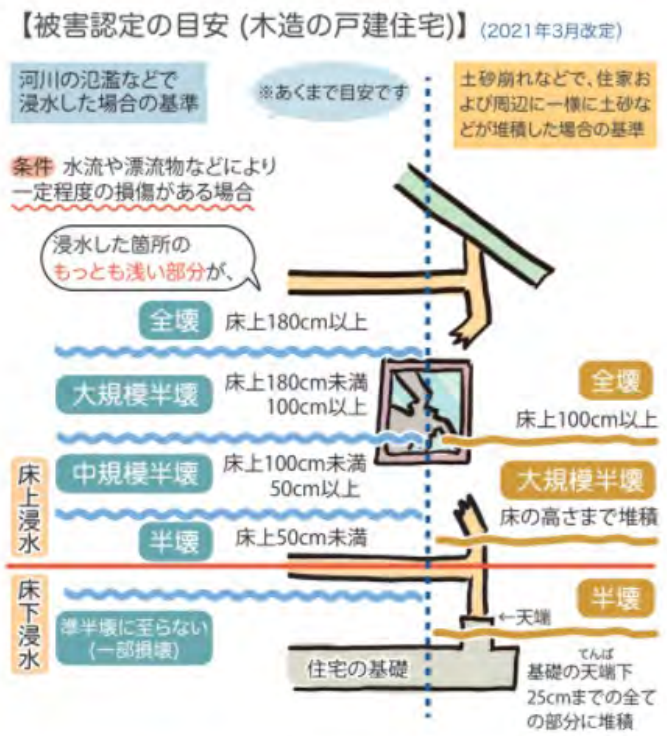 【被害認定の目安 (木造の戸建住宅)】 (2021年3月改定)
河川の氾濫などで
浸水した場合の基準
※あくまで目安です
土砂崩れなどで、住家お
よび周辺に一様に土砂な
どが堆積した場合の基準
条件 水流や漂流物などにより
一定程度の損傷がある場合
浸水した箇所の
もっとも浅い部分が、
全壊 床上180cm以上
大規模半壊 床上180cm未満
100cm以上
全壊
床上100cm以上
床上浸水
中規模半壊 床上100cm未満
50cm以上
大規模半壊
床の高さまで堆積
半壊 床上50cm未満
床下浸水
半壊
準半壊に至らない
(一部損壊)
←天端
住宅の基礎
てんば
基礎の天端下
25cmまでの全て
の部分に堆積